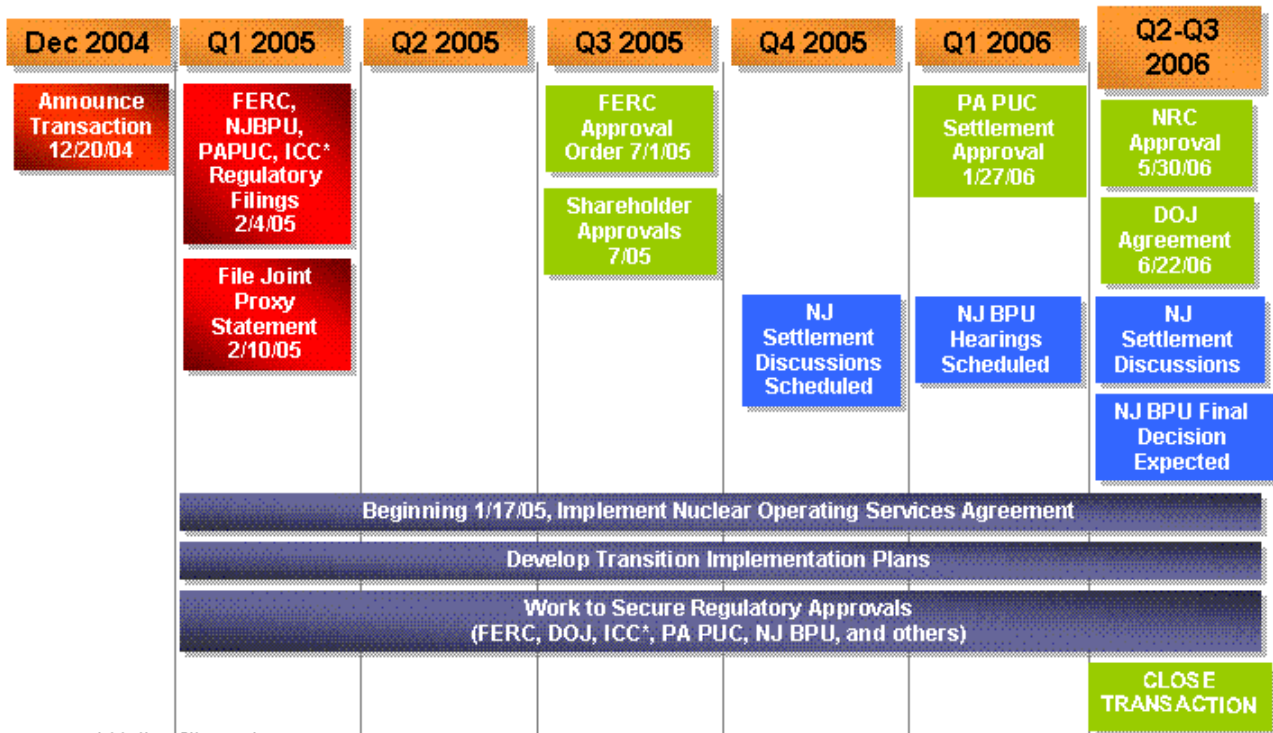 Dec 2004
Q1 2005
Q2 2005
Q3 2005
Q4 2005
Q1 2006
Q2-Q3
2006
Announce
Transaction
12/20/04
FERC,
NJBPU,
PAPUC, ICC*
Regulatory
Filings
2/4/05
File Joint
Proxy
Statement
2/10/05
FERC
Approval
Order 7/1/05
Shareholder
Approvals
7/05
NJ
Settlement
Discussions
Scheduled
PA PUC
Settlement
Approval
1/27/06
NJ BPU
Hearings
Scheduled
NRC
Approval
5/30/06
DOJ
Agreement
6/22/06
NJ
Settlement
Discussions
NJ BPU Final
Decision
Expected
Beginning 1/17/05, Implement Nuclear Operating Services Agreement
Develop Transition Implementation Plans
Work to Secure Regulatory Approvals
(FERC, DOJ, ICC*, PA PUC, NJ BPU, and others)
CLOSE
TRANSACTION